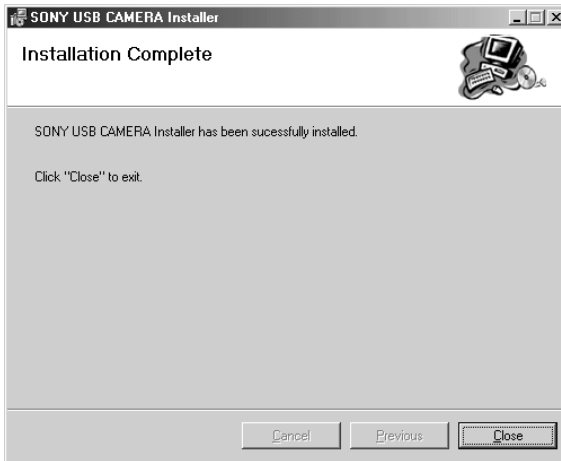 SONY USB CAMERA Installer
Installation Complete
SONY USB CAMERA Installer has been sucessfully installed.
Click "Close" to exit.
Cancel
Previous
Close